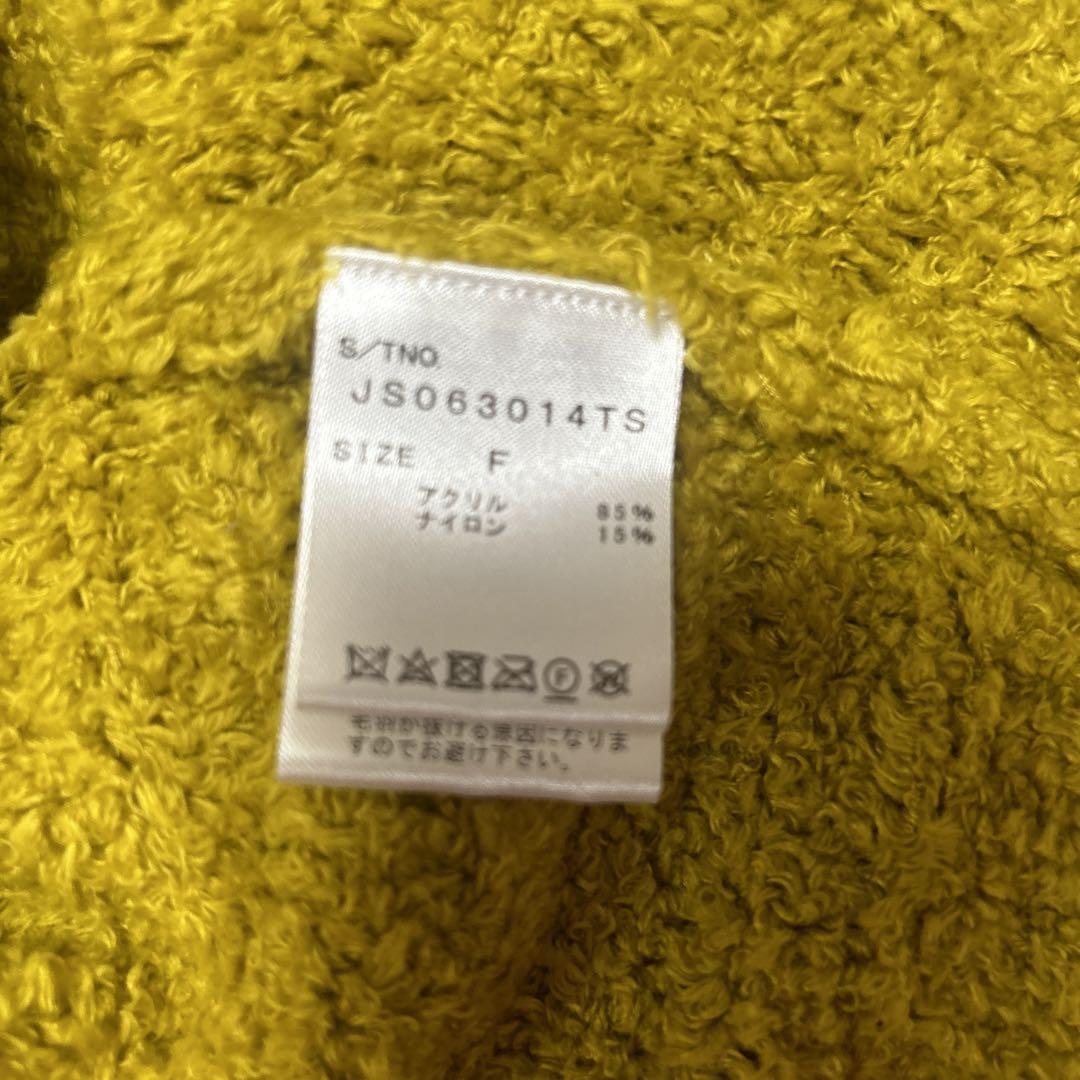 S/TNO.
JS063014TS
SIZE F
アクリル 85%
ナイロン 15%
F
毛羽が抜ける原因になりま
すのでお避け下さい。